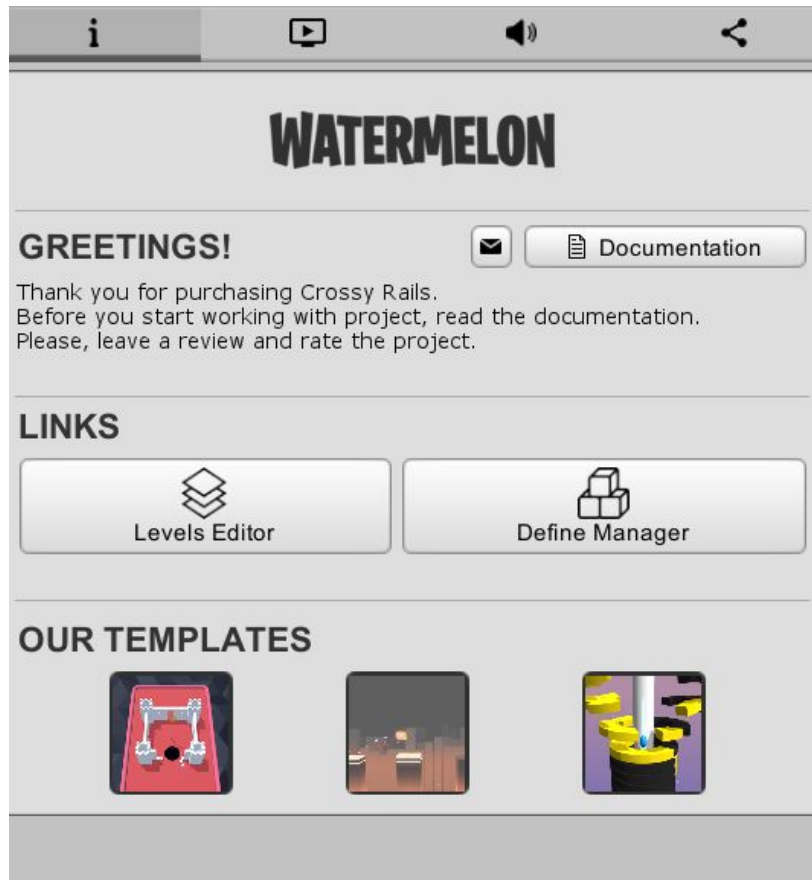 i
WATERMELON
GREETINGS!
Documentation
Thank you for purchasing Crossy Rails.
Before you start working with project, read the documentation.
Please, leave a review and rate the project.
LINKS
Levels Editor
Define Manager
OUR TEMPLATES